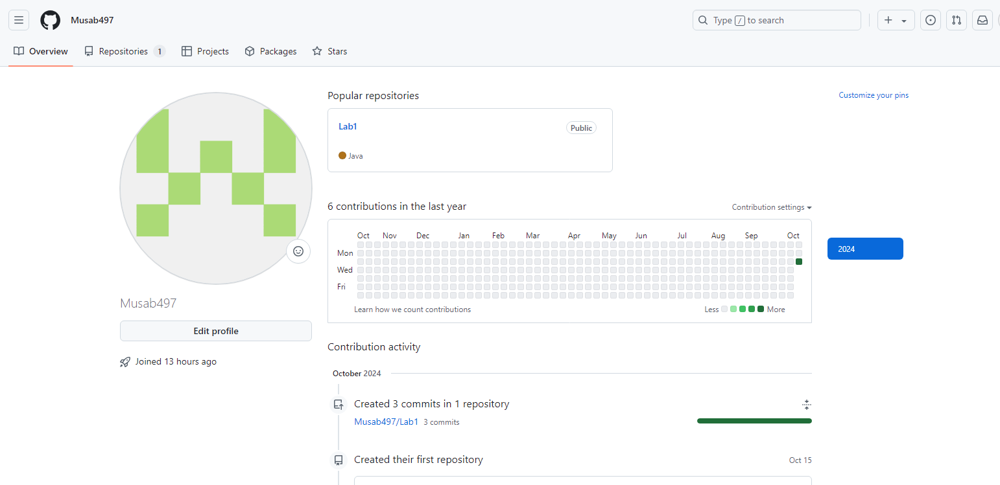 Musab497
Type / to search
Overview
Repositories 1
Projects
Packages
Stars
Popular repositories
Customize your pins
Lab1
Public
Java
6 contributions in the last year
Contribution settings
Oct Nov Dec Jan Feb Mar Apr May Jun Jul Aug Sep Oct
Mon
Wed
Fri
Learn how we count contributions
Less More
2024
Musab497
Edit profile
Joined 13 hours ago
Contribution activity
October 2024
Created 3 commits in 1 repository
Musab497/Lab1 3 commits
Created their first repository
Oct 15